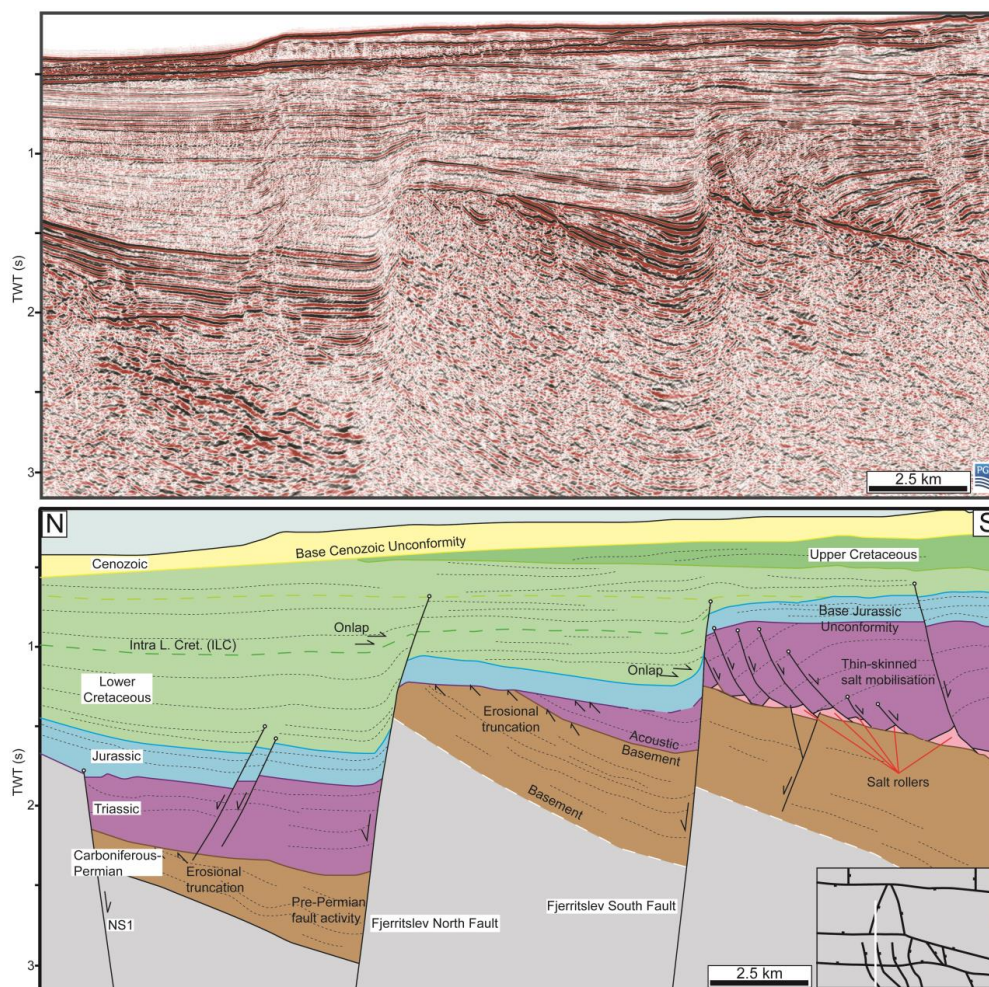 TWT (s)
1
2
3
2.5 km
PG
N
S
Cenozoic
Base Cenozoic Unconformity
Upper Cretaceous
Onlap
Intra L. Cret. (ILC)
Lower
Cretaceous
Jurassic
Triassic
Carboniferous-
Permian
Erosional
truncation
NS1
Pre-Permian
fault activity
Fjerritslev North Fault
Onlap
Erosional
truncation
Acoustic
Basement
Basement
Fjerritslev South Fault
Base Jurassic
Unconformity
Thin-skinned
salt mobilisation
Salt rollers
TWT (s)
1
2
3
2.5 km